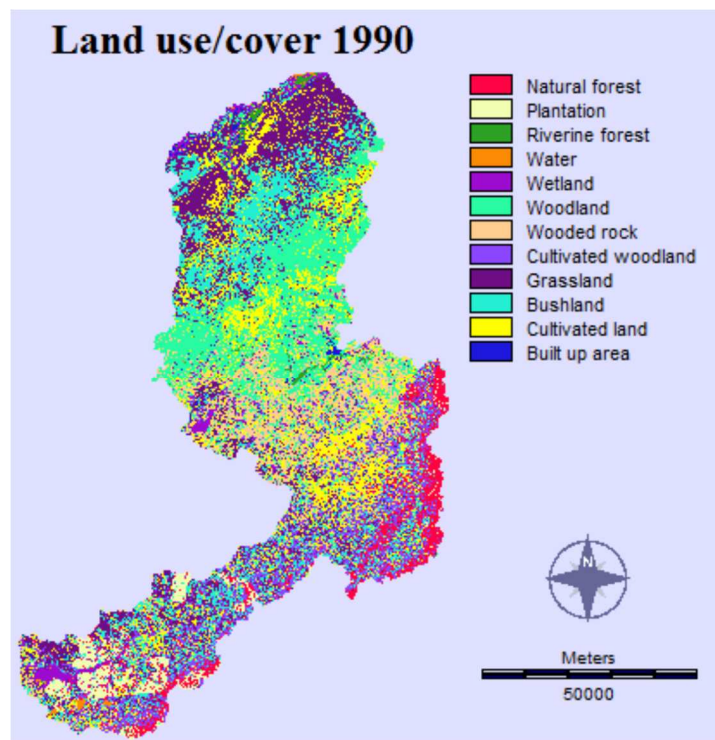 Land use/cover 1990
Natural forest
Plantation
Riverine forest
Water
Wetland
Woodland
Wooded rock
Cultivated woodland
Grassland
Bushland
Cultivated land
Built up area
N
Meters
50000